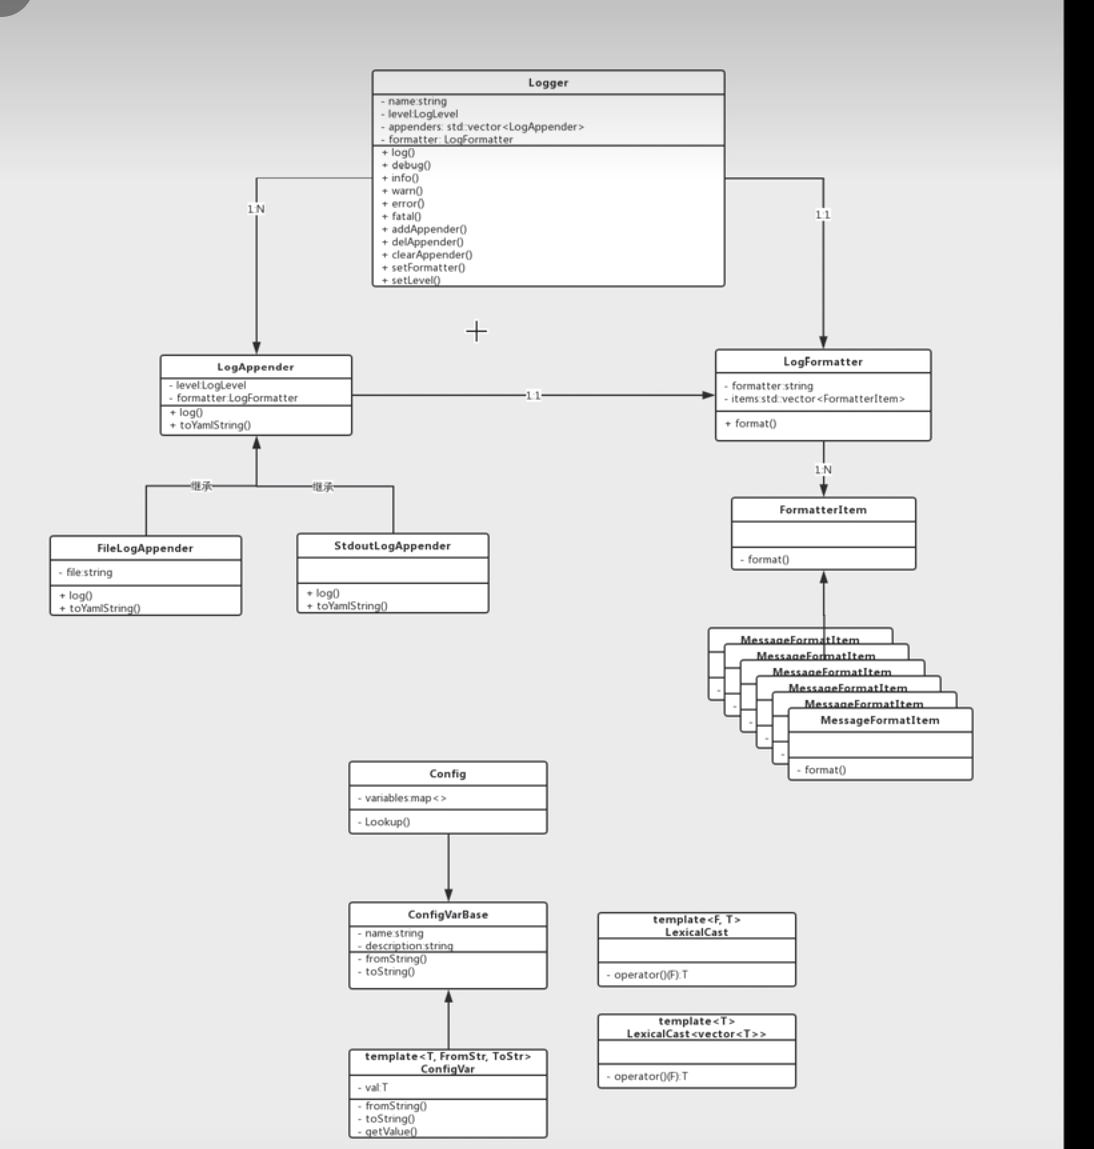 Logger
- name:string
- level:LogLevel
- appenders: std::vector<LogAppender>
- formatter: LogFormatter
+ log()
+ debug()
+ info()
+ warn()
+ error()
+ fatal()
+ addAppender()
+ delAppender()
+ clearAppender()
+ setFormatter()
+ setLevel()
1:N
1:1
LogAppender
- level:LogLevel
- formatter:LogFormatter
+ log()
+ toYamlString()
1:1
LogFormatter
- formatter:string
- items:std::vector<FormatterItem>
+ format()
1:N
继承
继承
FileLogAppender
- file:string
+ log()
+ toYamlString()
StdoutLogAppender
+ log()
+ toYamlString()
FormatterItem
- format()
MessageFormatItem
-
MessageFormatItem
-
MessageFormatItem
-
MessageFormatItem
-
MessageFormatItem
-
MessageFormatItem
- format()
Config
- variables:map<>
- Lookup()
ConfigVarBase
- name:string
- description:string
- fromString()
- toString()
template<T, FromStr, ToStr>
ConfigVar
- val:T
- fromString()
- toString()
- getValue()
template<F, T>
LexicalCast
- operator()(F):T
template<T>
LexicalCast<vector<T>>
- operator()(F):T